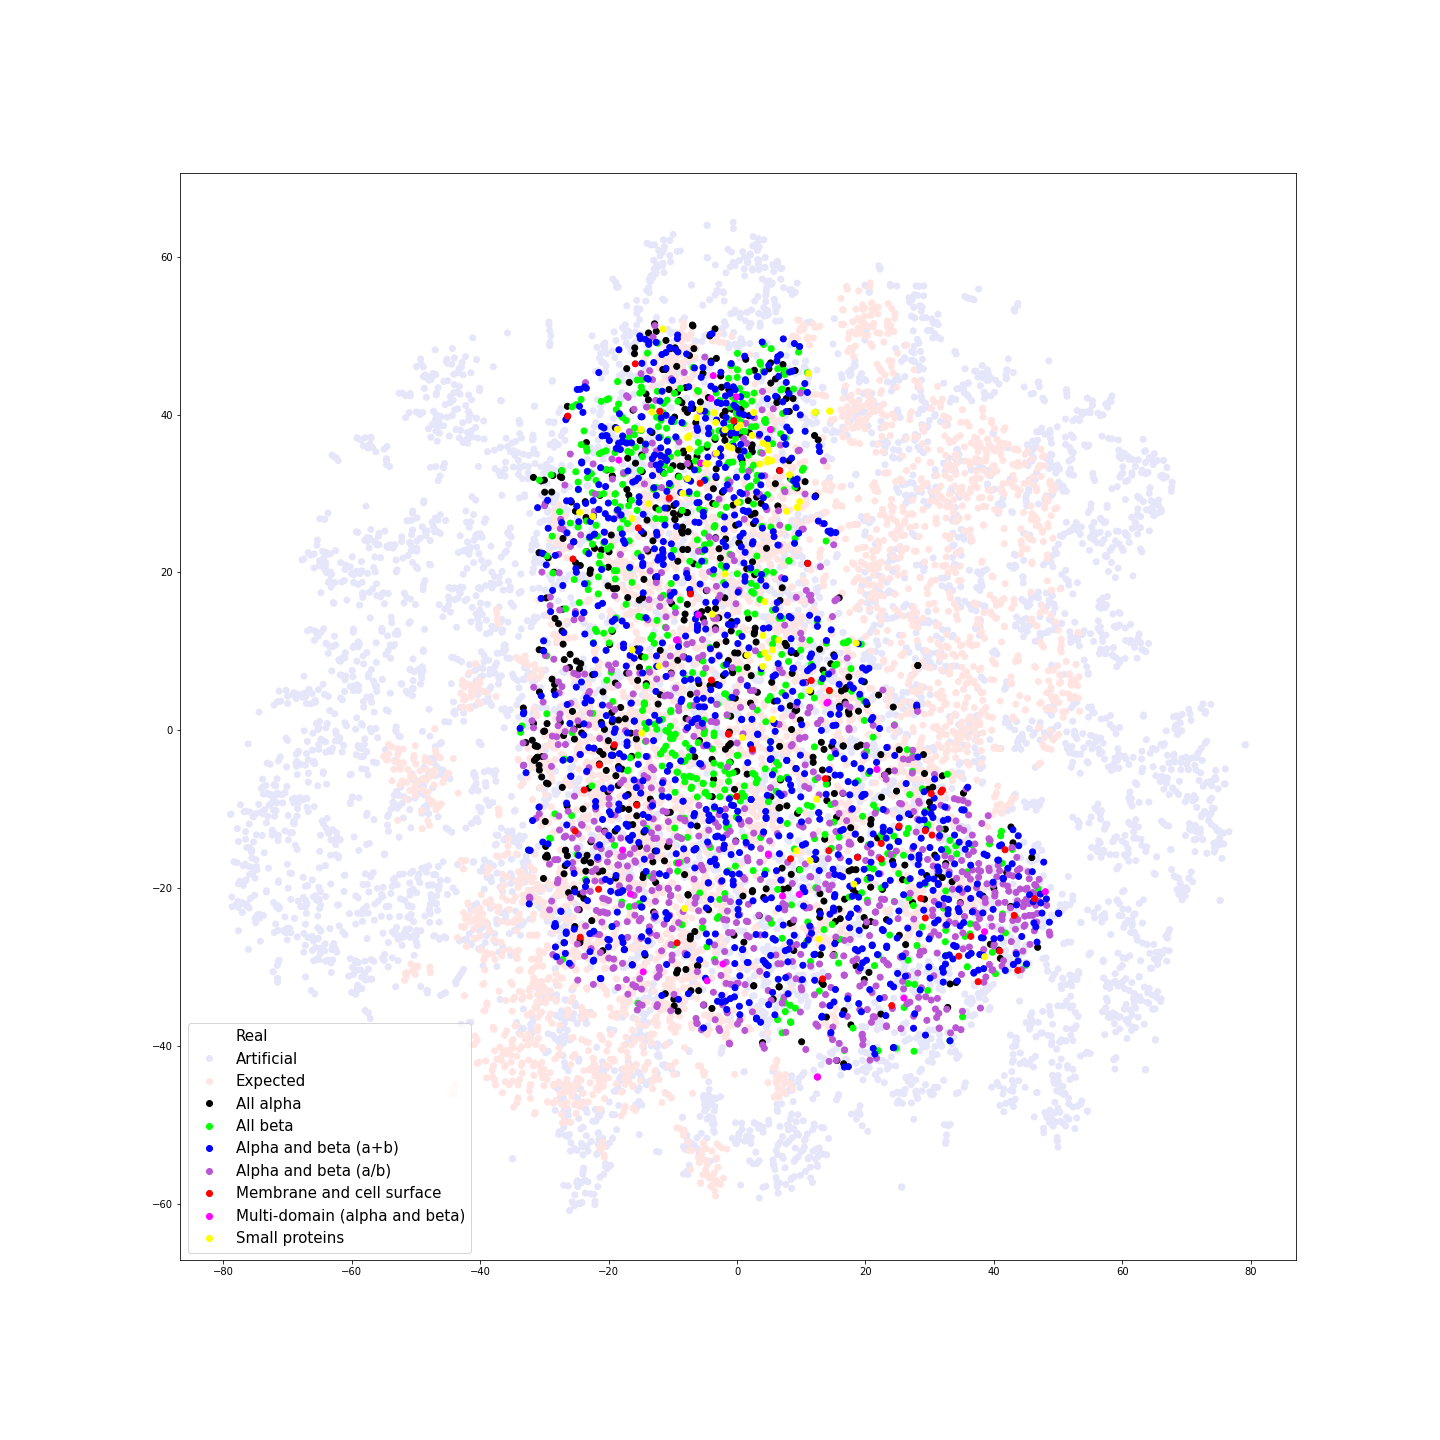 60
40
20
0
−20
−40
−60
Real
Artificial
Expected
All alpha
All beta
Alpha and beta (a+b)
Alpha and beta (a/b)
Membrane and cell surface
Multi-domain (alpha and beta)
Small proteins
−80 −60 −40 −20 0 20 40 60 80